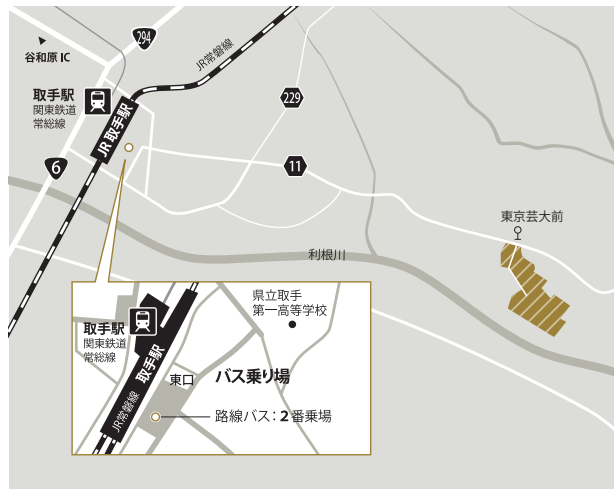 294
谷和原 IC
JR常磐線
取手駅
関東鉄道
常総線
JR 取手駅
229
6
11
東京芸大前
利根川
県立取手
第一高等学校
取手駅
関東鉄道
常総線
取手駅
JR常磐線
東口
バス乗り場
路線バス：2番乗場